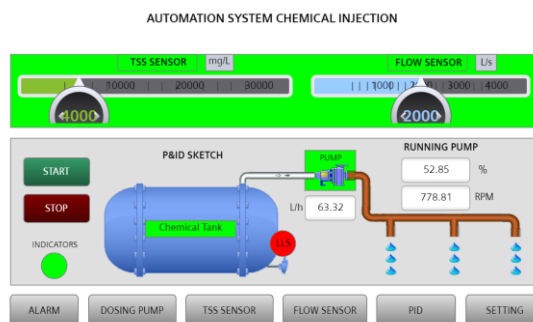 AUTOMATION SYSTEM CHEMICAL INJECTION
TSS SENSOR mg/L
FLOW SENSOR L/s
10000 20000 30000
1000 3000 4000
4000
2000
P&ID SKETCH
RUNNING PUMP
START
STOP
INDICATORS
PUMP
52.85 %
778.81 RPM
L/h 63.32
Chemical Tank
LLS
ALARM DOSING PUMP TSS SENSOR FLOW SENSOR PID SETTING